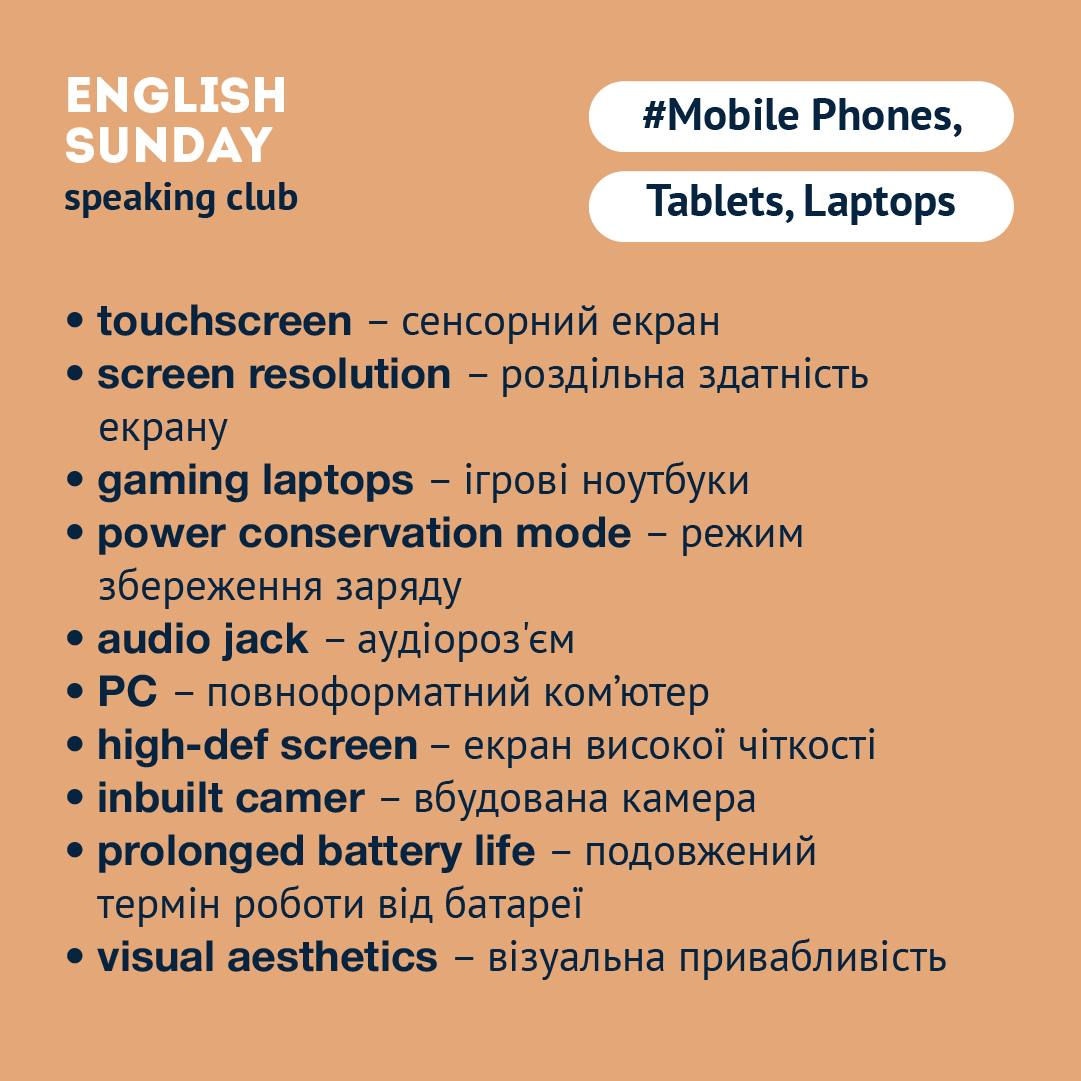 ENGLISH
SUNDAY
speaking club
#Mobile Phones,
Tablets, Laptops
• touchscreen – сенсорний екран
• screen resolution – роздільна здатність
екрану
• gaming laptops – ігрові ноутбуки
• power conservation mode – режим
збереження заряду
• audio jack – аудіороз'єм
• PC – повноформатний ком’ютер
• high-def screen – екран високої чіткості
• inbuilt camer – вбудована камера
• prolonged battery life – подовжений
термін роботи від батареї
• visual aesthetics – візуальна привабливість